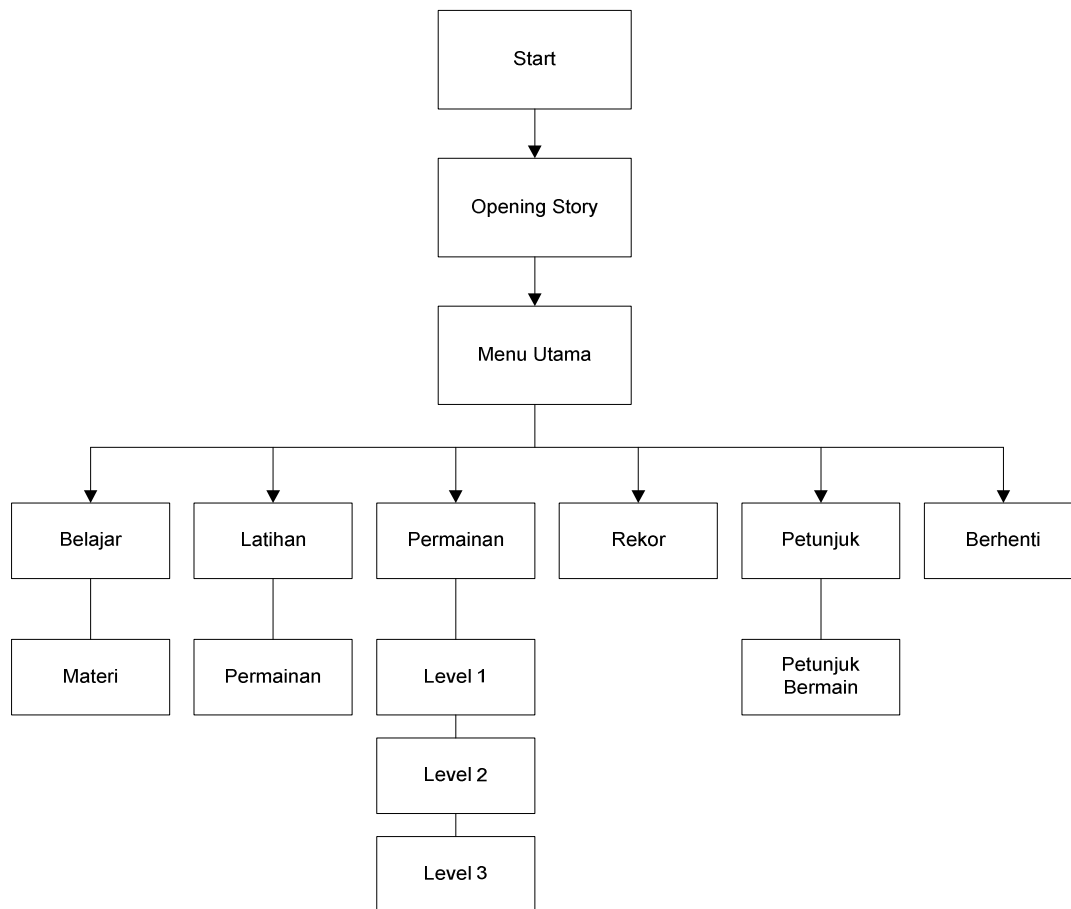 Start
Opening Story
Menu Utama
Belajar
Latihan
Permainan
Rekor
Petunjuk
Berhenti
Materi
Permainan
Level 1
Petunjuk
Bermain
Level 2
Level 3